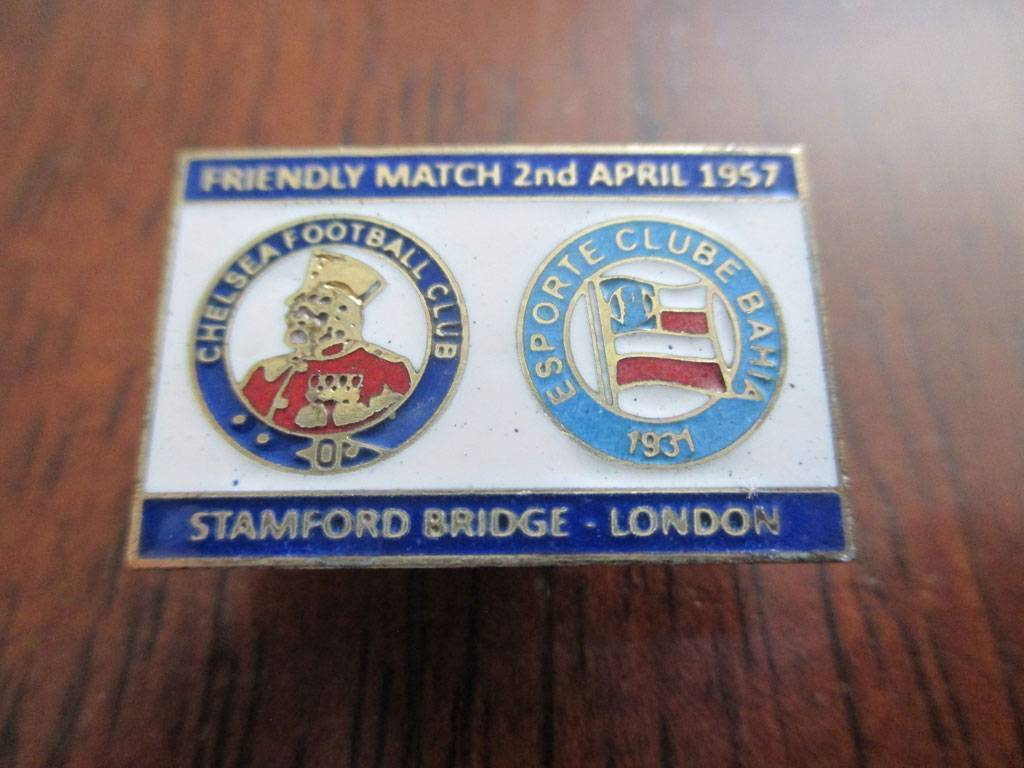 FRIENDLY MATCH 2nd APRIL 1957
CHELSEA FOOTBALL CLUB
ESPORTE CLUBE BAHIA
1931
STAMFORD BRIDGE - LONDON